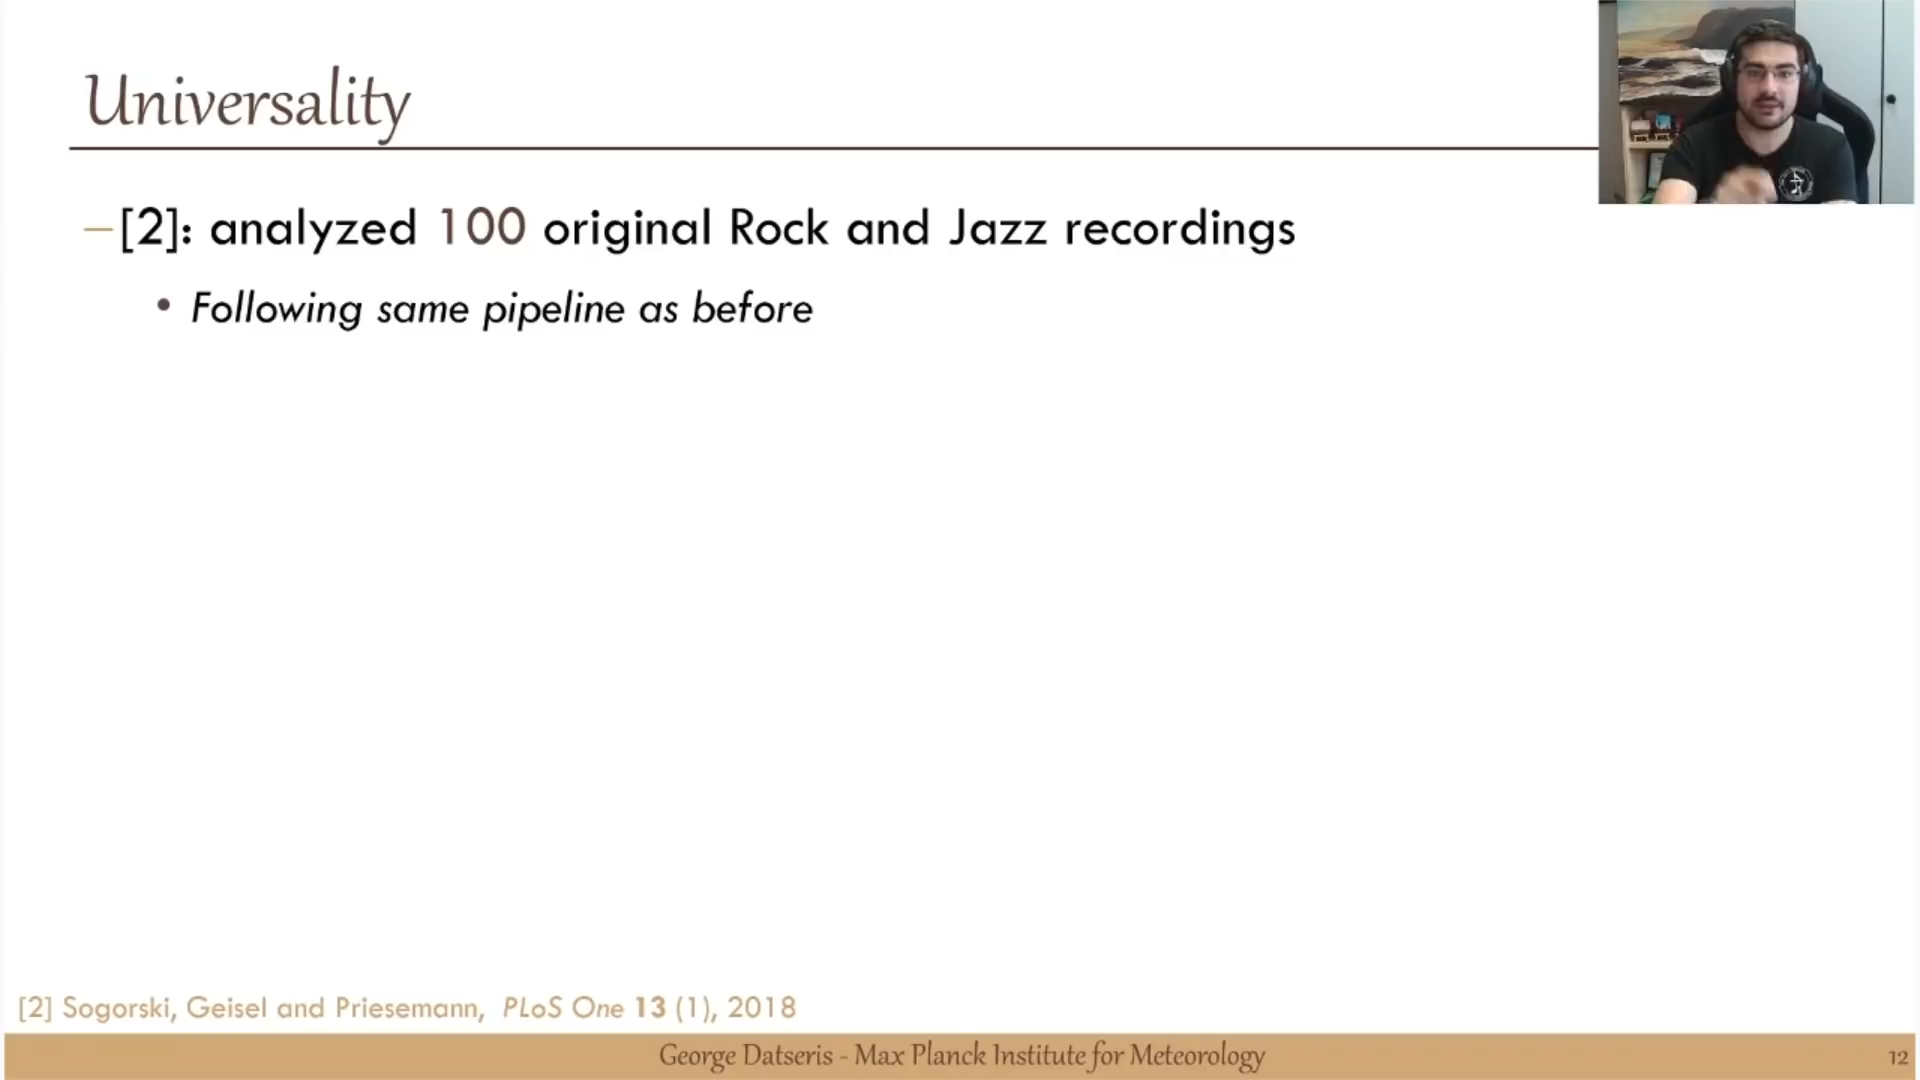 Universality
–[2]: analyzed 100 original Rock and Jazz recordings
• Following same pipeline as before
[2] Sogorski, Geisel and Priesemann, PLoS One 13 (1), 2018
George Datseris - Max Planck Institute for Meteorology
12